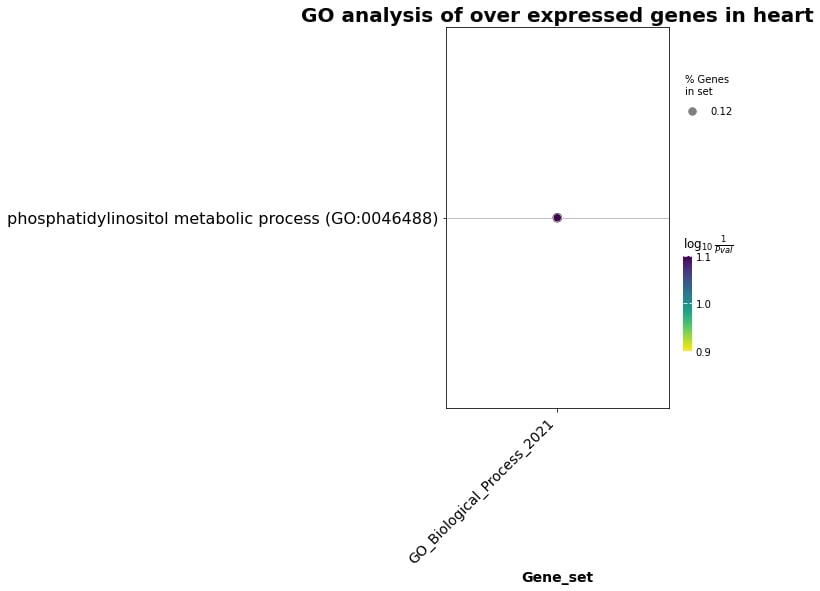 GO analysis of over expressed genes in heart
% Genes
in set
0.12
phosphatidylinositol metabolic process (GO:0046488)
log10 1/Pval
1.1
1.0
0.9
GO_Biological_Process_2021
Gene_set